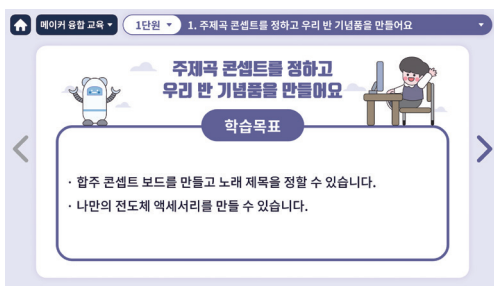 메이커 융합 교육
1단원
1. 주제곡 콘셉트를 정하고 우리 반 기념품을 만들어요
주제곡 콘셉트를 정하고
우리 반 기념품을 만들어요
학습목표
· 합주 콘셉트 보드를 만들고 노래 제목을 정할 수 있습니다.
· 나만의 전도체 액세서리를 만들 수 있습니다.